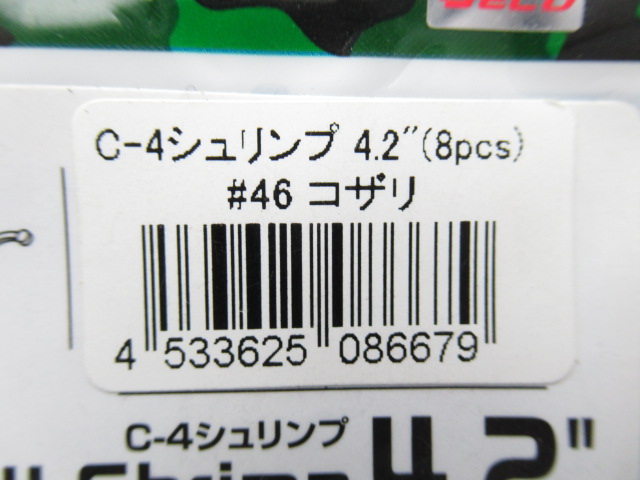 C-4シュリンプ 4.2"(8pcs)
#46 コザリ
4 533625 086679
C-4シュリンプ
Shrimp 4.2"